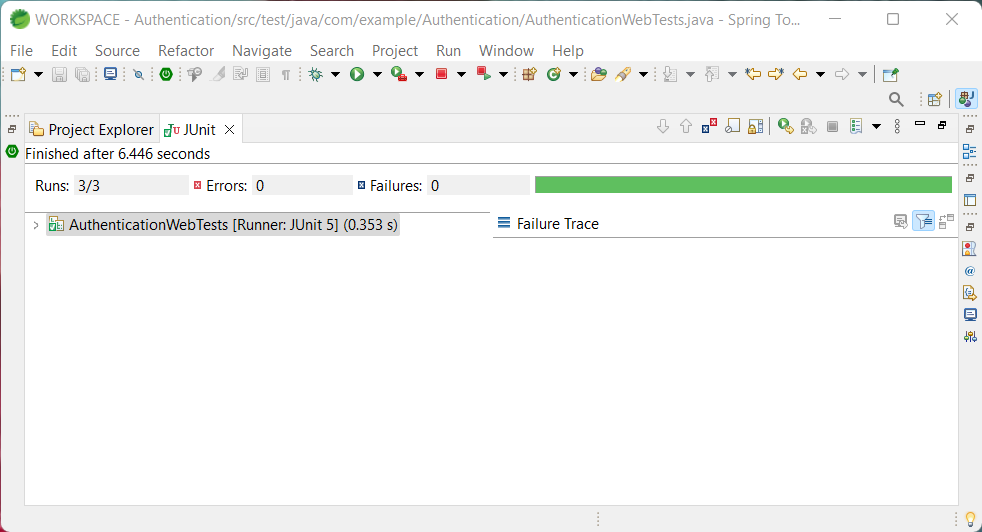 WORKSPACE - Authentication/src/test/java/com/example/Authentication/AuthenticationWebTests.java - Spring To...
File Edit Source Refactor Navigate Search Project Run Window Help
Project Explorer JUnit
Finished after 6.446 seconds
Runs: 3/3 Errors: 0 Failures: 0
AuthenticationWebTests [Runner: JUnit 5] (0.353 s)
Failure Trace